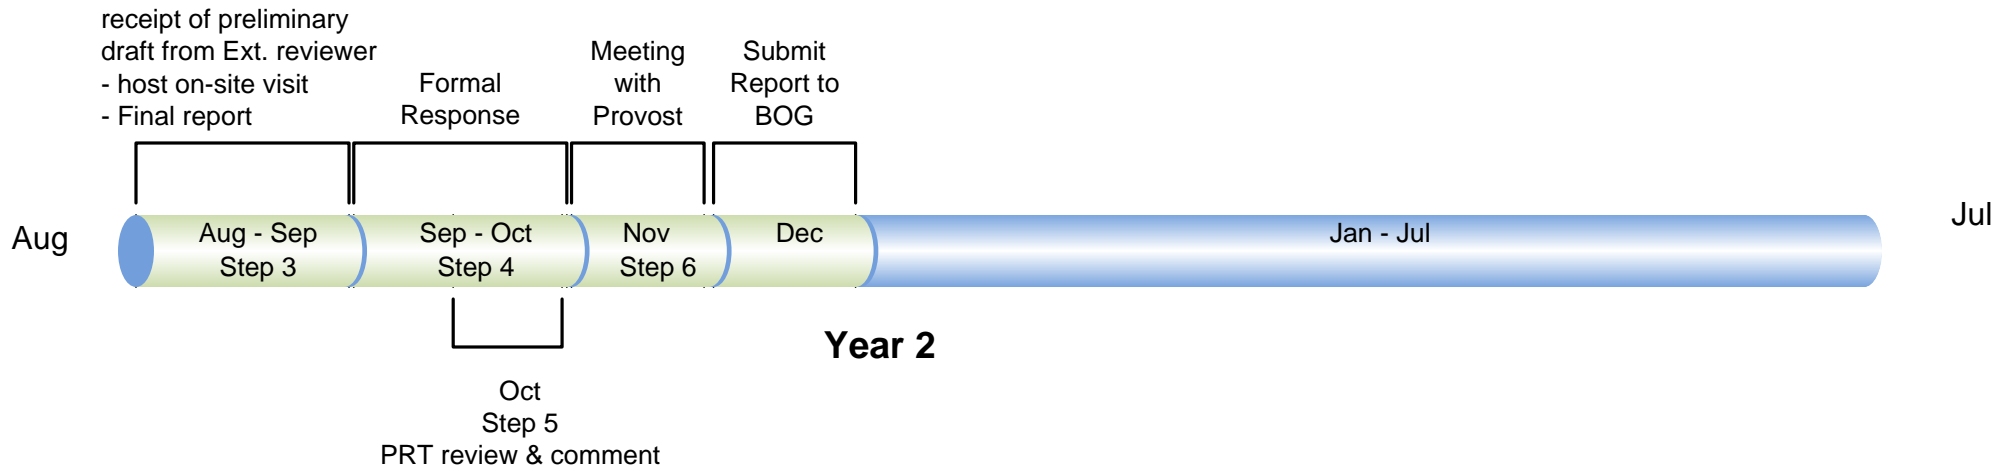 receipt of preliminary
draft from Ext. reviewer
- host on-site visit
- Final report
Formal
Response
Meeting
with
Provost
Submit
Report to
BOG
Aug
Aug - Sep
Step 3
Sep - Oct
Step 4
Nov
Step 6
Dec
Jan - Jul
Jul
Year 2
Oct
Step 5
PRT review & comment